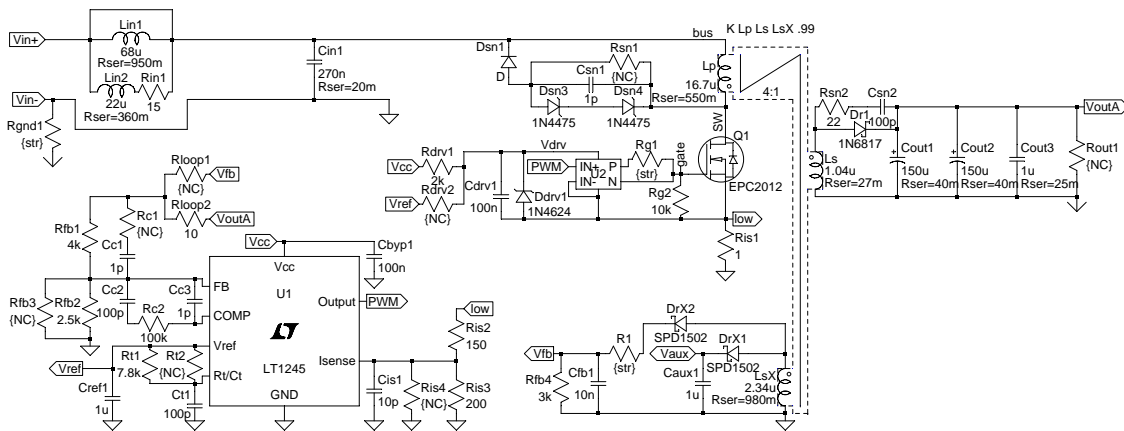 K Lp Ls LsX .99
Vin+
Lin1
68u
Rser=950m
Lin2
Rin1
22u
15
Rser=360m
Vin-
Rgnd1
{str}
Cin1
270n
Rser=20m
bus
Dsn1
D
Rsn1
{NC}
Csn1
1p
Dsn3
1N4475
Dsn4
1N4475
Lp
16.7u
Rser=550m
4:1
SW
Q1
EPC2012
gate
Rsn2
22
Csn2
100p
Dr1
1N6817
VoutA
Ls
1.04u
Rser=27m
Cout1
150u
Rser=40m
Cout2
150u
Rser=40m
Cout3
1u
Rser=25m
Rout1
{NC}
Vcc
Rdrv1
2k
Vref
Rdrv2
{NC}
Vdrv
Cdrv1
100n
Ddrv1
1N4624
PWM
IN+
P
U2
IN-
N
Rg1
{str}
Rg2
10k
Iow
Ris1
1
Rloop1
{NC}
Vfb
Rloop2
10
VoutA
Rfb1
4k
Rc1
{NC}
Cc1
1p
Rfb3
{NC}
Rfb2
2.5k
Cc2
100p
Rc2
100k
Cc3
1p
Vcc
Cbyp1
100n
Vcc
U1
FB
COMP
Vref
Rt/Ct
Output
Isense
LT1245
GND
PWM
Vref
Cref1
1u
Rt1
7.8k
Rt2
{NC}
Ct1
100p
Iow
Ris2
150
Cis1
10p
Ris4
{NC}
Ris3
200
DrX2
SPD1502
R1
{str}
Vfb
Vaux
DrX1
SPD1502
Rfb4
3k
Cfb1
10n
Caux1
1u
LsX
2.34u
Rser=980m